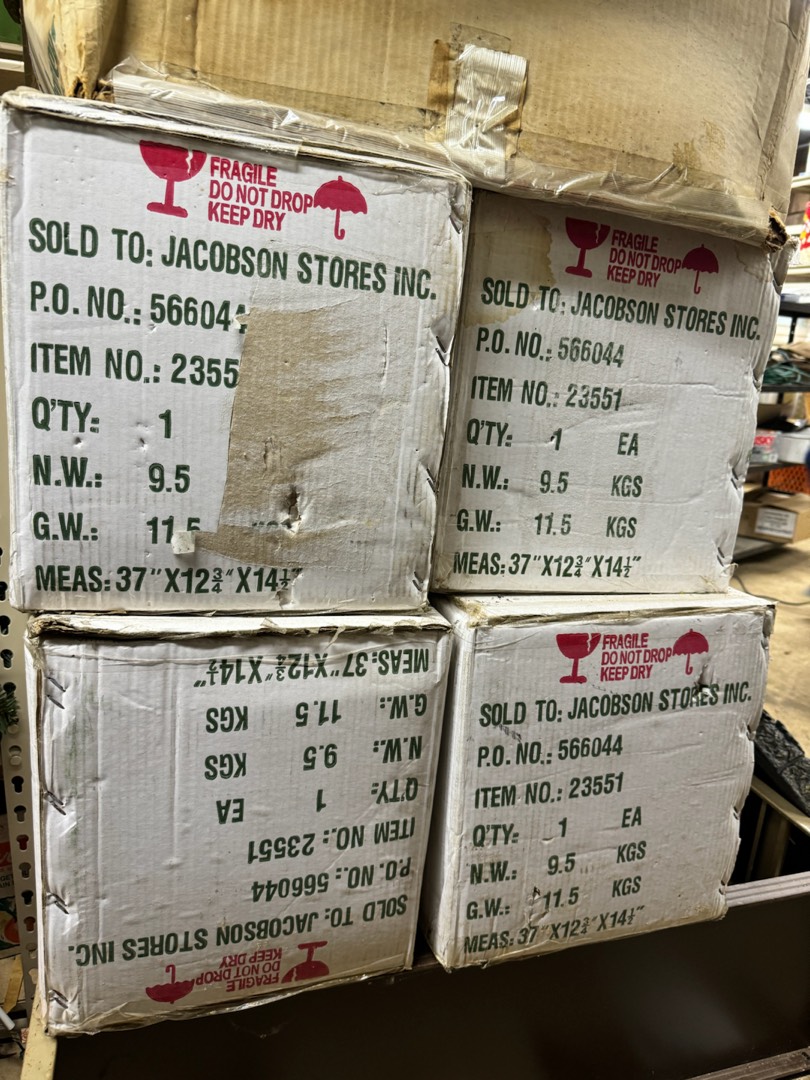 FRAGILE
DO NOT DROP
KEEP DRY
SOLD TO: JACOBSON STORES INC.
P.O. NO.: 566044
ITEM NO.: 2355
Q'TY: 1
N.W.: 9.5
G.W.: 11.5
MEAS: 37"X12¾"X14½"
FRAGILE
DO NOT DROP
KEEP DRY
SOLD TO: JACOBSON STORES INC.
P.O. NO.: 566044
ITEM NO.: 23551
Q'TY: 1 EA
N.W.: 9.5 KGS
G.W.: 11.5 KGS
MEAS: 37"X12¾"X14½"
FRAGILE
DO NOT DROP
KEEP DRY
SOLD TO: JACOBSON STORES INC.
P.O. NO.: 566044
ITEM NO.: 23551
Q'TY: 1 EA
N.W.: 9.5 KGS
G.W.: 11.5 KGS
MEAS: 37"X12¾"X14½"
FRAGILE
DO NOT DROP
KEEP DRY
SOLD TO: JACOBSON STORES INC.
P.O. NO.: 566044
ITEM NO.: 23551
Q'TY: 1 EA
N.W.: 9.5 KGS
G.W.: 11.5 KGS
MEAS: 37"X12¾"X14½"